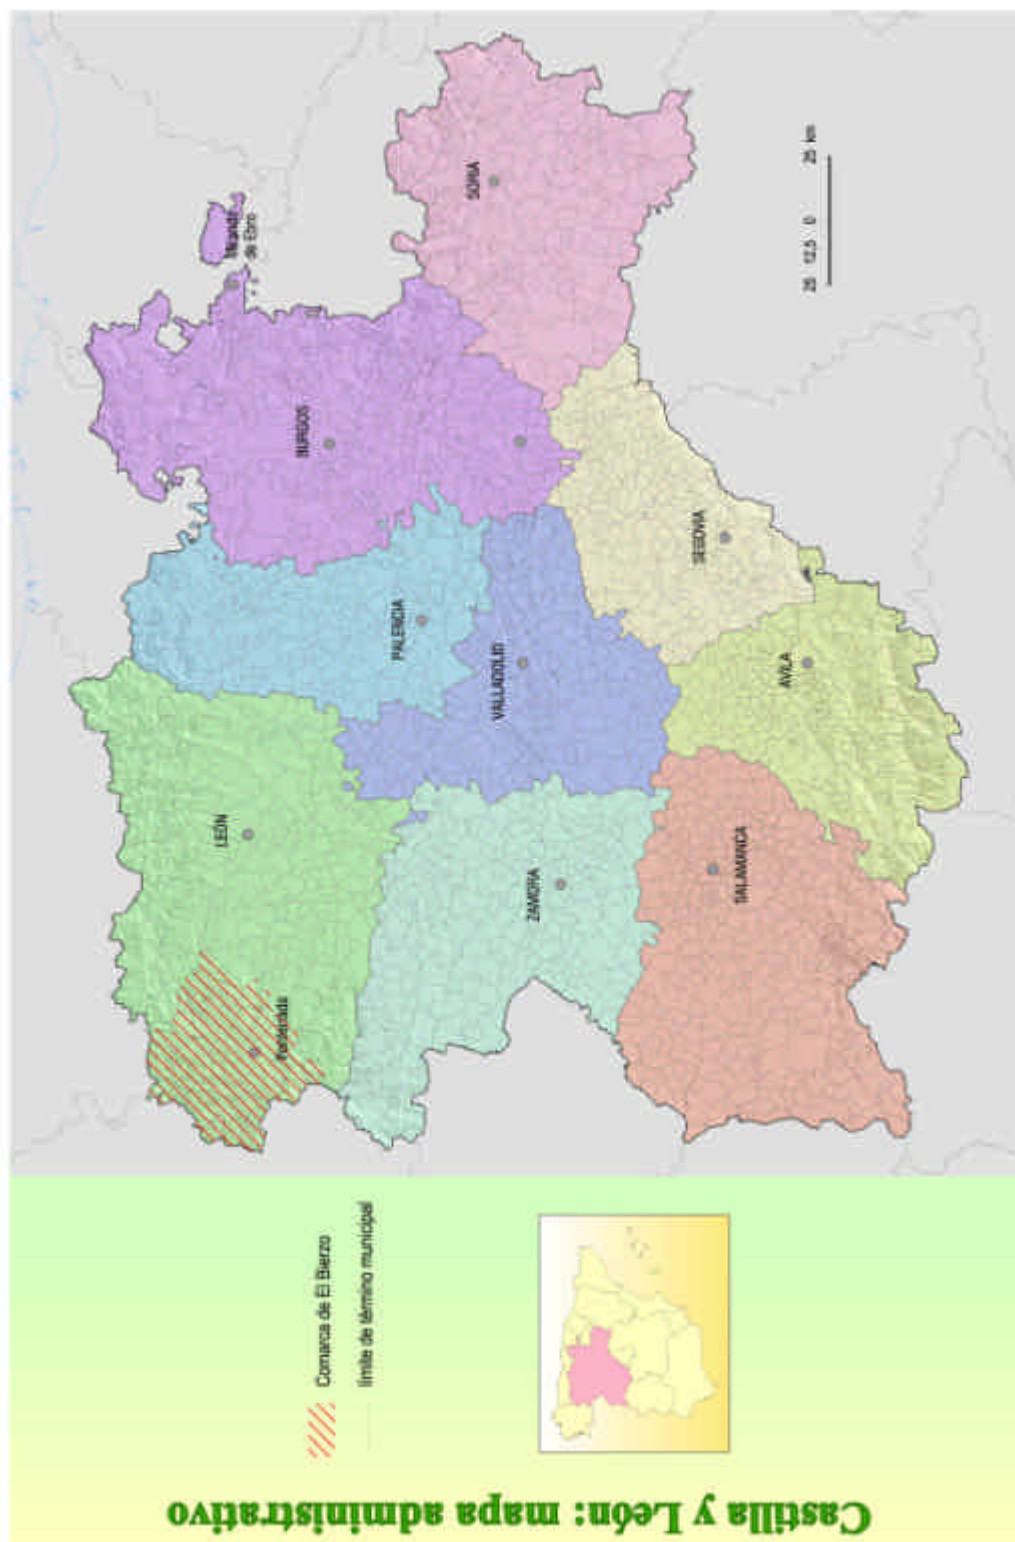 Castilla y León: mapa administrativo
Comarca de El Bierzo
límite de término municipal
LEÓN
Ponferrada
PALENCIA
BURGOS
Miranda
de Ebro
SORIA
VALLADOLID
ZAMORA
SEGOVIA
AVILA
SALAMANCA
25 12,5 0 25 km